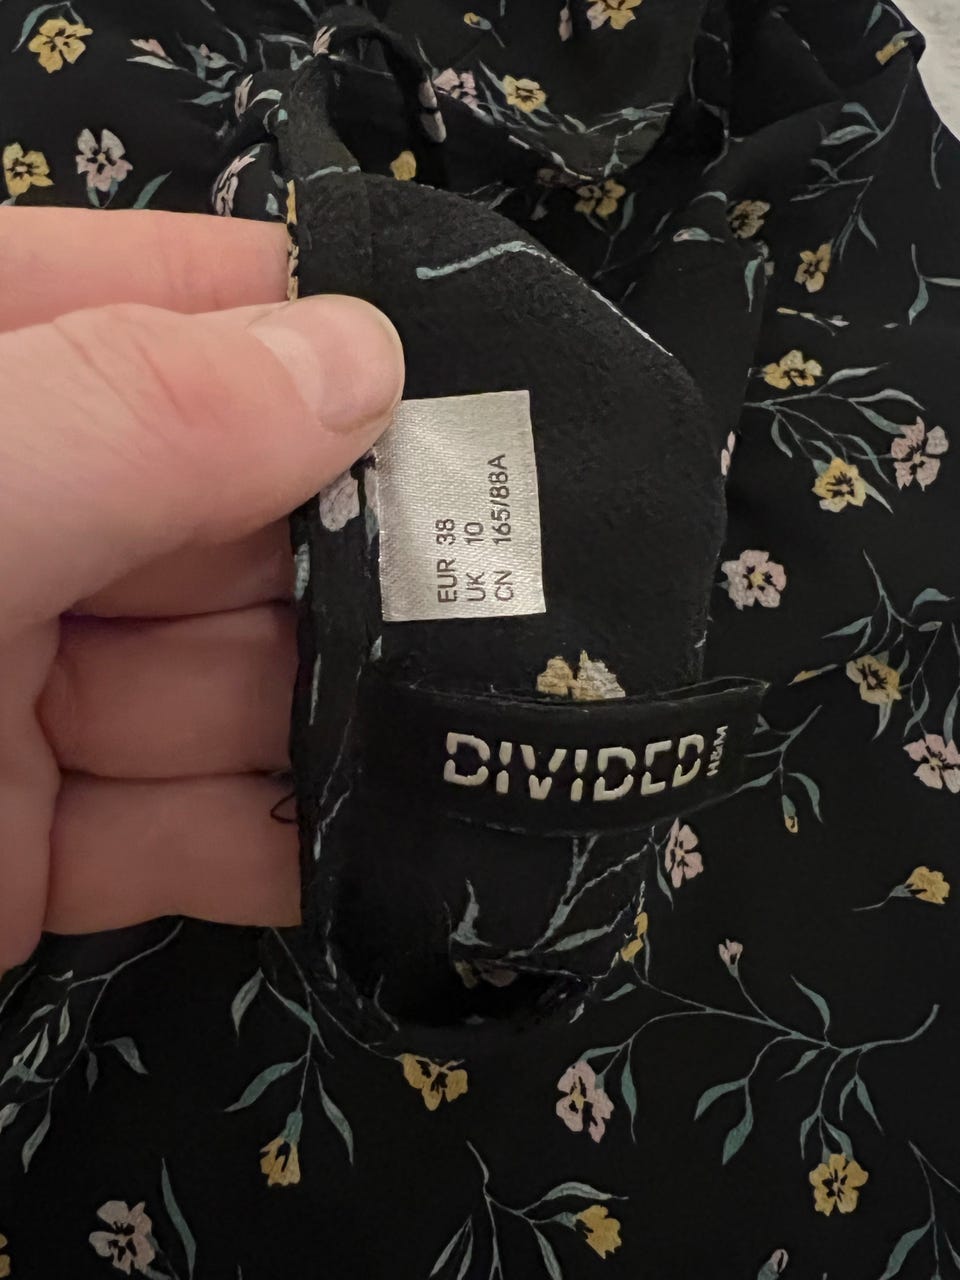 EUR 38
UK 10
CN 165/88A
DIVIDED
H&M